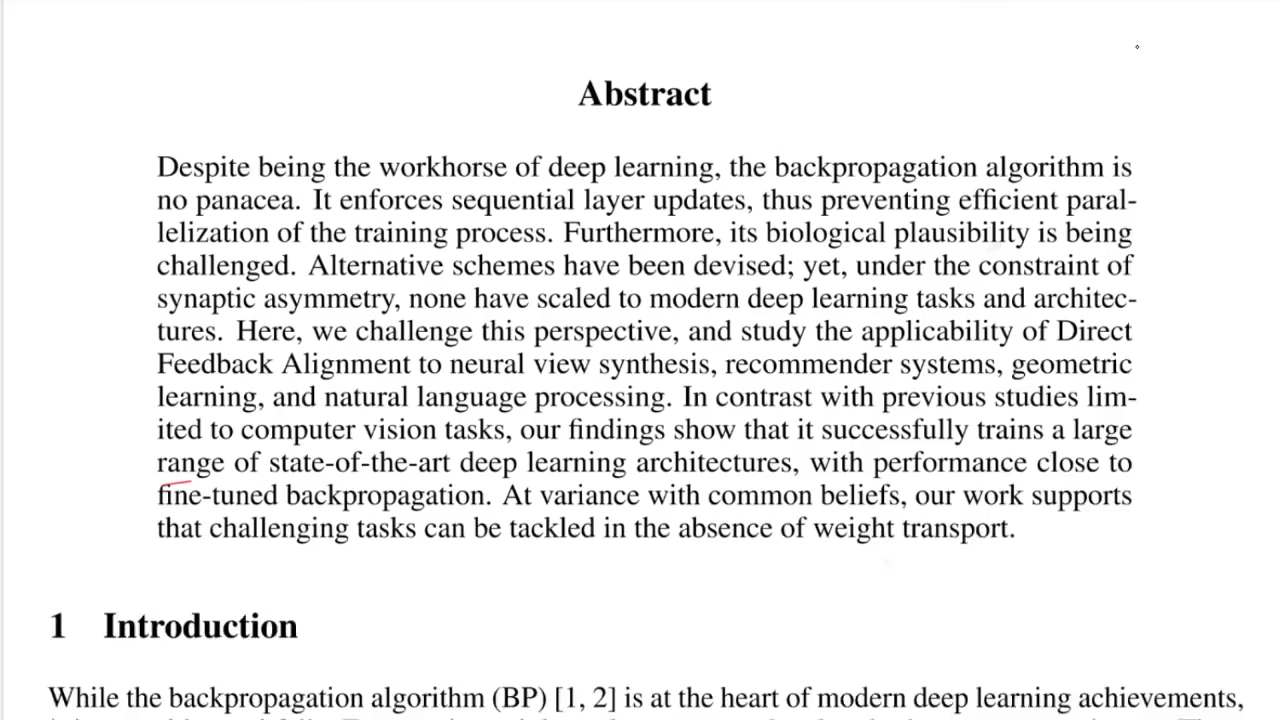 Abstract
Despite being the workhorse of deep learning, the backpropagation algorithm is
no panacea. It enforces sequential layer updates, thus preventing efficient paral-
lelization of the training process. Furthermore, its biological plausibility is being
challenged. Alternative schemes have been devised; yet, under the constraint of
synaptic asymmetry, none have scaled to modern deep learning tasks and architec-
tures. Here, we challenge this perspective, and study the applicability of Direct
Feedback Alignment to neural view synthesis, recommender systems, geometric
learning, and natural language processing. In contrast with previous studies lim-
ited to computer vision tasks, our findings show that it successfully trains a large
range of state-of-the-art deep learning architectures, with performance close to
fine-tuned backpropagation. At variance with common beliefs, our work supports
that challenging tasks can be tackled in the absence of weight transport.
1 Introduction
While the backpropagation algorithm (BP) [1, 2] is at the heart of modern deep learning achievements,